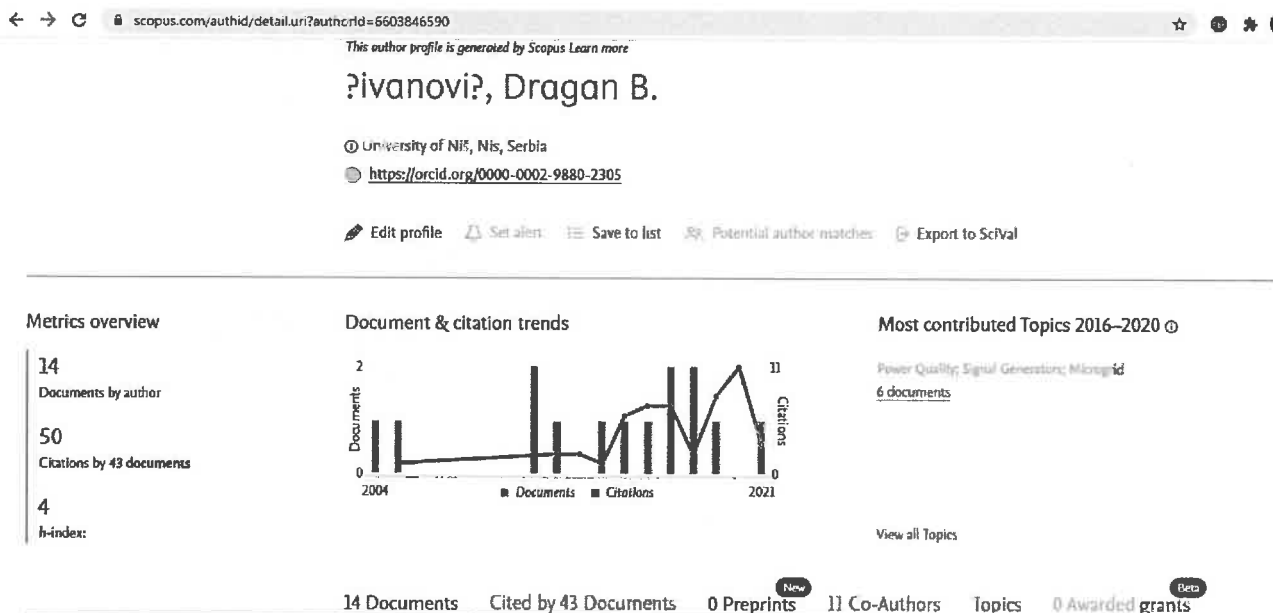 scopus.com/authid/detail.uri?authorId=6603846590
This author profile is generated by Scopus Learn more
?ivanovi?, Dragan B.
University of Niš, Nis, Serbia
https://orcid.org/0000-0002-9880-2305
Edit profile Set alert Save to list Potential author matches Export to SciVal
Metrics overview
14
Documents by author
50
Citations by 43 documents
4
h-index:
Document & citation trends
2
11
Documents
Citations
0
0
2004
2021
Documents Citations
Most contributed Topics 2016–2020
Power Quality; Signal Generators; Microgrid
6 documents
View all Topics
14 Documents Cited by 43 Documents 0 Preprints New 11 Co-Authors Topics 0 Awarded grants Beta